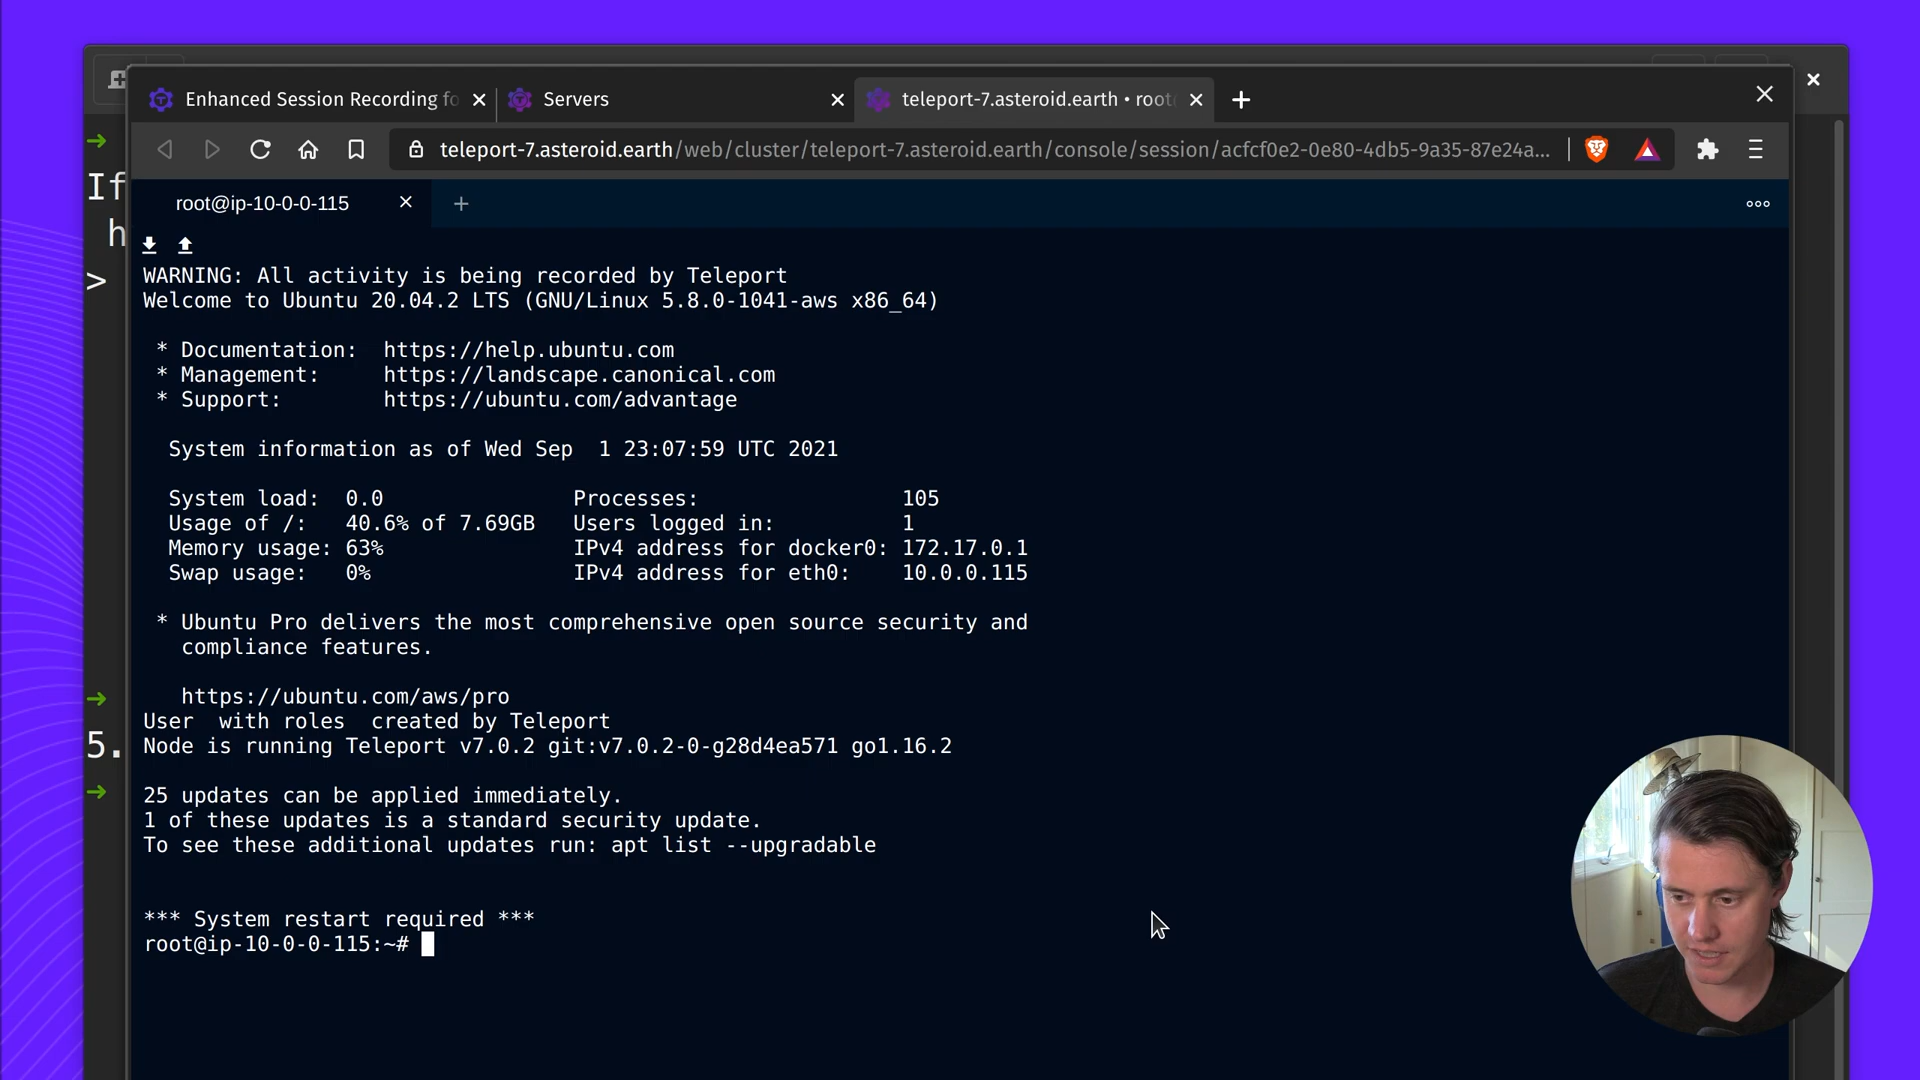 Enhanced Session Recording fo
Servers
teleport-7.asteroid.earth • root
teleport-7.asteroid.earth/web/cluster/teleport-7.asteroid.earth/console/session/acfcf0e2-0e80-4db5-9a35-87e24a...
root@ip-10-0-0-115
If
h
>
WARNING: All activity is being recorded by Teleport
Welcome to Ubuntu 20.04.2 LTS (GNU/Linux 5.8.0-1041-aws x86_64)
* Documentation: https://help.ubuntu.com
* Management: https://landscape.canonical.com
* Support: https://ubuntu.com/advantage
System information as of Wed Sep 1 23:07:59 UTC 2021
System load: 0.0 Processes: 105
Usage of /: 40.6% of 7.69GB Users logged in: 1
Memory usage: 63% IPv4 address for docker0: 172.17.0.1
Swap usage: 0% IPv4 address for eth0: 10.0.0.115
* Ubuntu Pro delivers the most comprehensive open source security and
compliance features.
https://ubuntu.com/aws/pro
User with roles created by Teleport
Node is running Teleport v7.0.2 git:v7.0.2-0-g28d4ea571 go1.16.2
5.
25 updates can be applied immediately.
1 of these updates is a standard security update.
To see these additional updates run: apt list --upgradable
*** System restart required ***
root@ip-10-0-0-115:~#